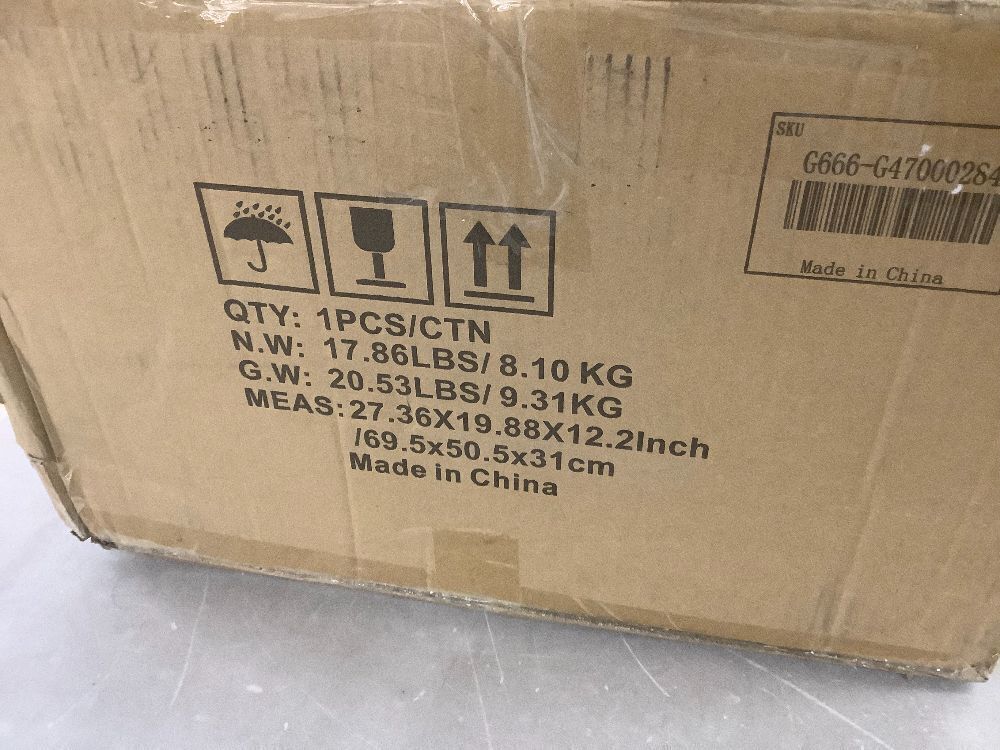 SKU
G666-G47000284
Made in China
QTY: 1PCS/CTN
N.W: 17.86LBS/ 8.10 KG
G.W: 20.53LBS/ 9.31KG
MEAS:27.36X19.88X12.2Inch
/69.5x50.5x31cm
Made in China